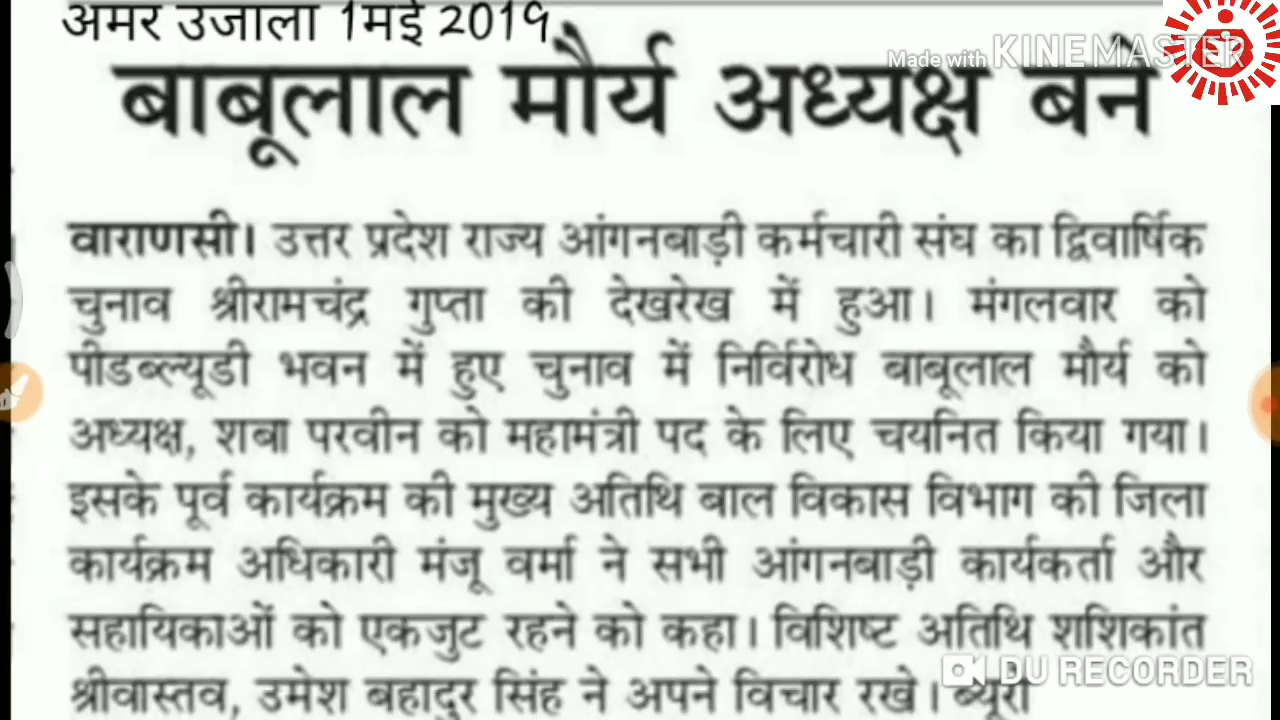 अमर उजाला 1मई 2019
Made with KINEMASTER
बाबूलाल मौर्य अध्यक्ष बने
वाराणसी। उत्तर प्रदेश राज्य आंगनबाड़ी कर्मचारी संघ का द्विवार्षिक
चुनाव श्रीरामचंद्र गुप्ता की देखरेख में हुआ। मंगलवार को
पीडब्ल्यूडी भवन में हुए चुनाव में निर्विरोध बाबूलाल मौर्य को
अध्यक्ष, शबा परवीन को महामंत्री पद के लिए चयनित किया गया।
इसके पूर्व कार्यक्रम की मुख्य अतिथि बाल विकास विभाग की जिला
कार्यक्रम अधिकारी मंजू वर्मा ने सभी आंगनबाड़ी कार्यकर्ता और
सहायिकाओं को एकजुट रहने को कहा। विशिष्ट अतिथि शशिकांत
श्रीवास्तव, उमेश बहादुर सिंह ने अपने विचार रखे। ब्यूरो
DU RECORDER